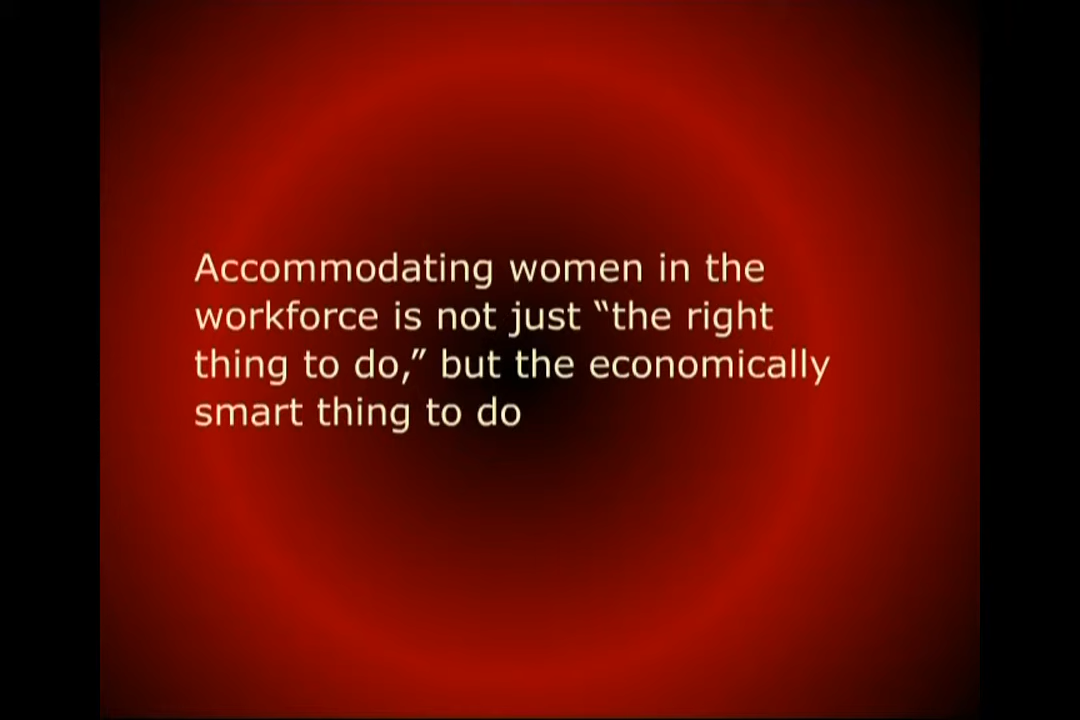 Accommodating women in the
workforce is not just “the right
thing to do,” but the economically
smart thing to do